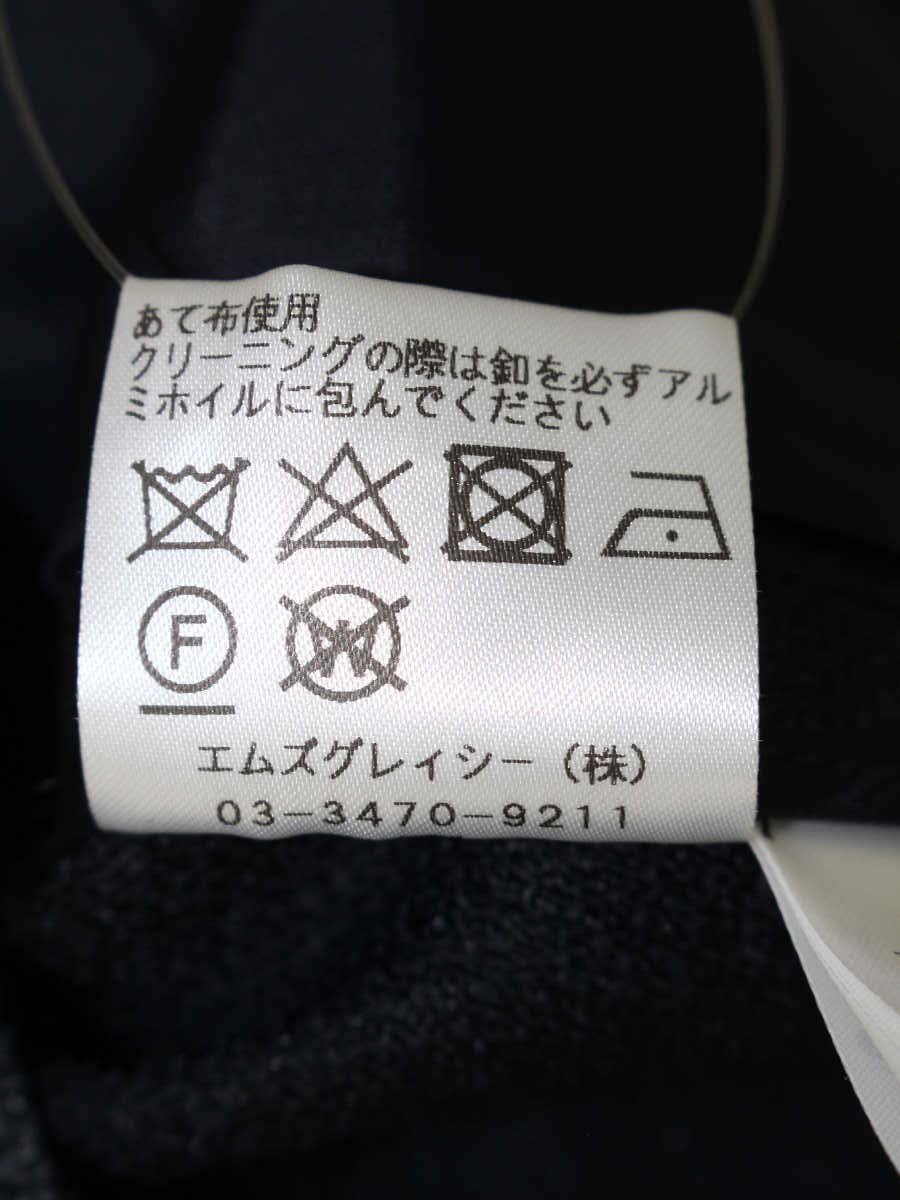 あて布使用
クリーニングの際は釦を必ずアル
ミホイルに包んでください
F
W
エムズグレィシー（株）
03-3470-9211